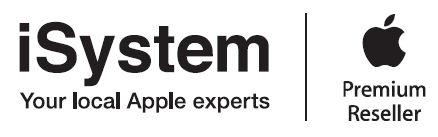 iSystem
Your local Apple experts
Premium
Reseller